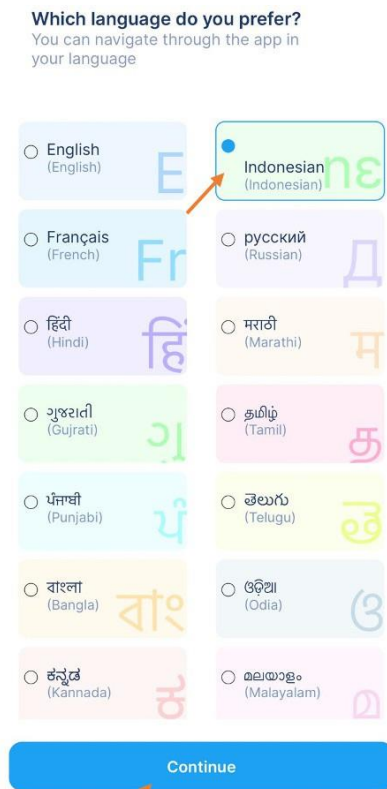 Which language do you prefer?
You can navigate through the app in
your language
English
(English)
E
Indonesian
(Indonesian)
ne
Français
(French)
Fr
русский
(Russian)
Д
हिंदी
(Hindi)
हिं
मराठी
(Marathi)
म
ગુજરાતી
(Gujrati)
ગુ
தமிழ்
(Tamil)
த
ਪੰਜਾਬੀ
(Punjabi)
ਪੰ
తెలుగు
(Telugu)
తె
বাংলা
(Bangla)
বাং
ଓଡ଼ିଆ
(Odia)
ଓ
ಕನ್ನಡ
(Kannada)
ಕ
മലയാളം
(Malayalam)
മ
Continue